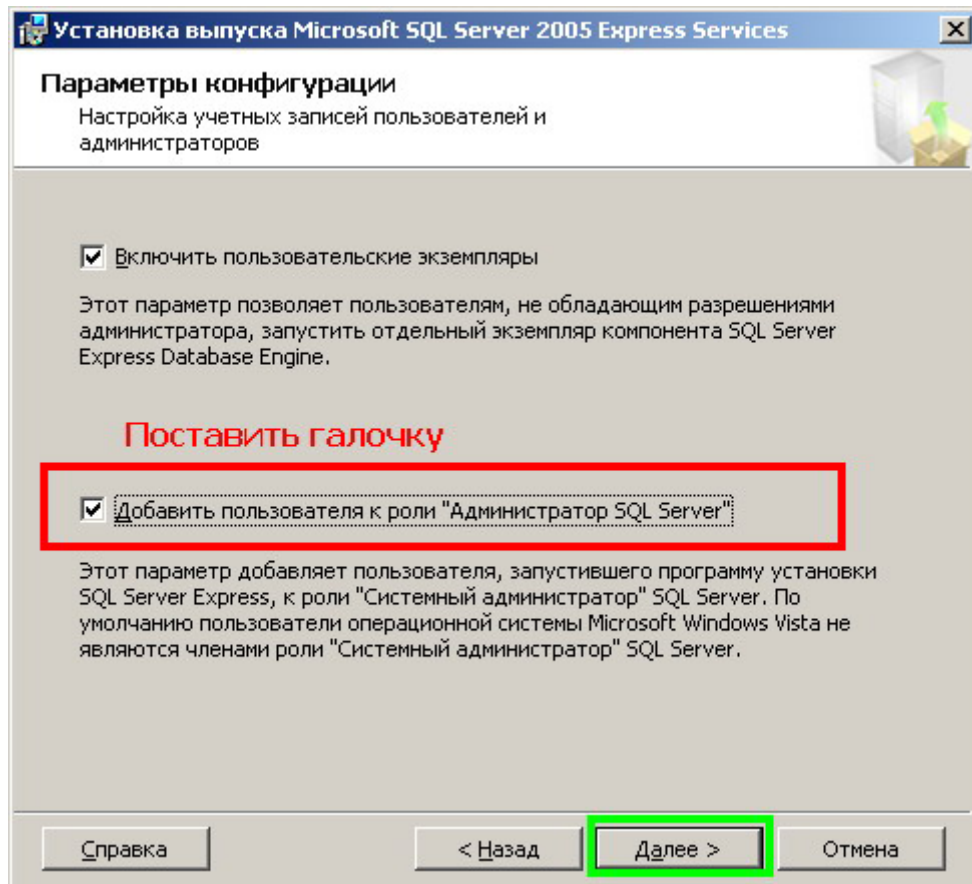 Установка выпуска Microsoft SQL Server 2005 Express Services
Параметры конфигурации
Настройка учетных записей пользователей и
администраторов
Включить пользовательские экземпляры
Этот параметр позволяет пользователям, не обладающим разрешениями
администратора, запустить отдельный экземпляр компонента SQL Server
Express Database Engine.
Поставить галочку
Добавить пользователя к роли "Администратор SQL Server"
Этот параметр добавляет пользователя, запустившего программу установки
SQL Server Express, к роли "Системный администратор" SQL Server. По
умолчанию пользователи операционной системы Microsoft Windows Vista не
являются членами роли "Системный администратор" SQL Server.
Справка
< Назад
Далее >
Отмена